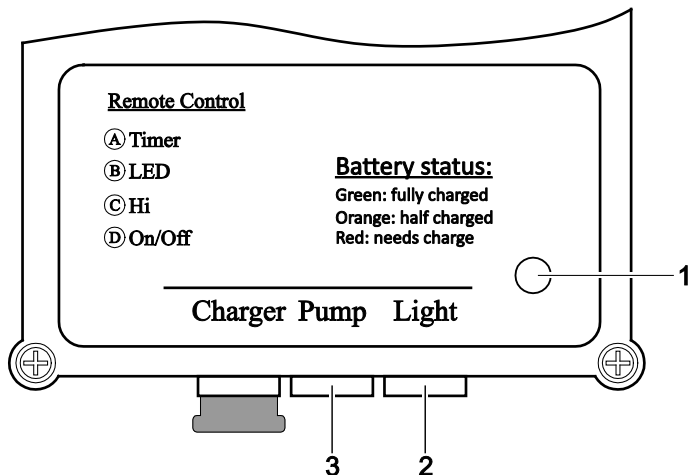 Remote Control
Ⓐ Timer
Ⓑ LED
Ⓒ Hi
Ⓓ On/Off
Battery status:
Green: fully charged
Orange: half charged
Red: needs charge
1
Charger Pump Light
3 2